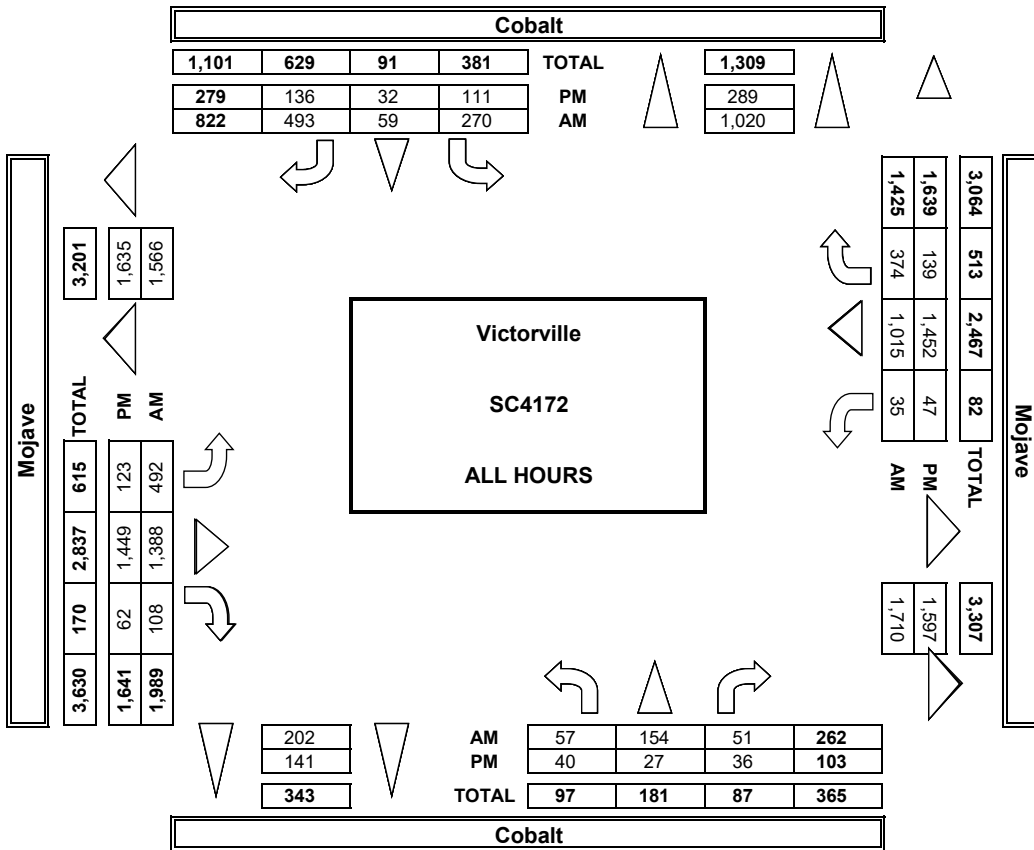 Cobalt
1,101 629 91 381 TOTAL 1,309
279 136 32 111 PM 289
822 493 59 270 AM 1,020
Mojave
3,201
1,635
1,566
TOTAL 615 2,837 170 3,630
PM 123 1,449 62 1,641
AM 492 1,388 108 1,989
Victorville
SC4172
ALL HOURS
3,064 513 2,467 82 TOTAL
1,639 139 1,452 47 PM
1,425 374 1,015 35 AM
3,307
1,597
1,710
Mojave
202 AM 57 154 51 262
141 PM 40 27 36 103
343 TOTAL 97 181 87 365
Cobalt